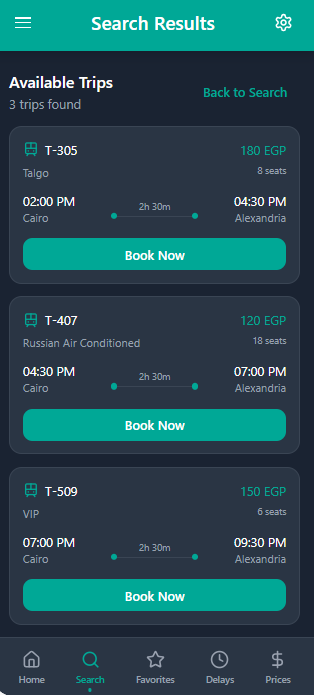 Search Results
Available Trips
3 trips found
Back to Search
T-305
180 EGP
Talgo
8 seats
02:00 PM
2h 30m
04:30 PM
Cairo
Alexandria
Book Now
T-407
120 EGP
Russian Air Conditioned
18 seats
04:30 PM
2h 30m
07:00 PM
Cairo
Alexandria
Book Now
T-509
150 EGP
VIP
6 seats
07:00 PM
2h 30m
09:30 PM
Cairo
Alexandria
Book Now
Home
Search
Favorites
Delays
Prices